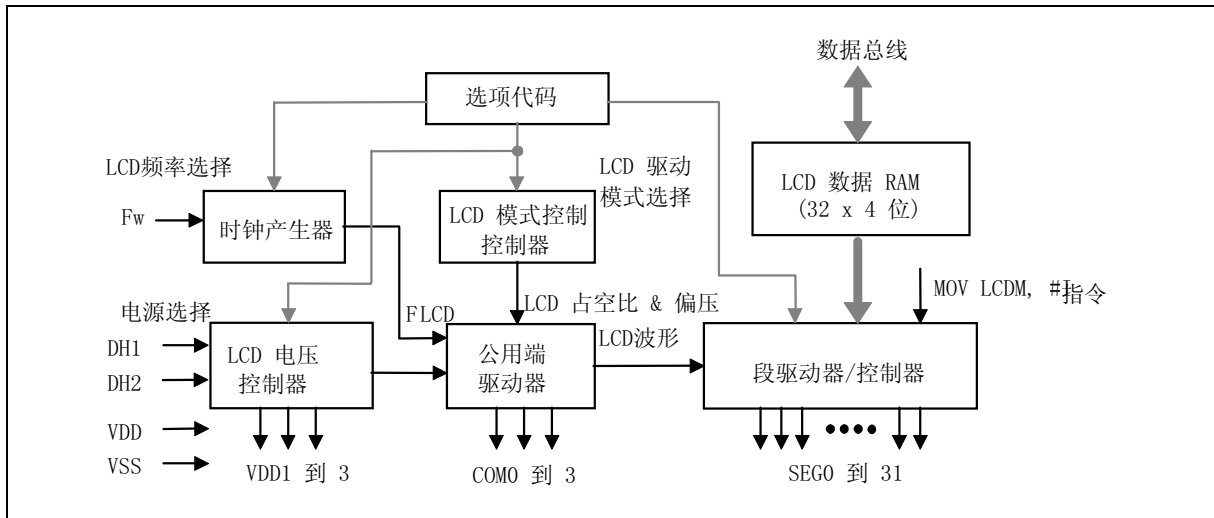 数据总线
选项代码
LCD频率选择
LCD 驱动
模式选择
LCD 数据 RAM
(32 x 4 位)
Fw
时钟产生器
LCD 模式控制
控制器
MOV LCDM, #指令
电源选择
FLCD
LCD 占空比 & 偏压
LCD波形
DH1
DH2
LCD 电压
控制器
公用端
驱动器
段驱动器/控制器
VDD
VSS
VDD1 到 3
COM0 到 3
SEG0 到 31